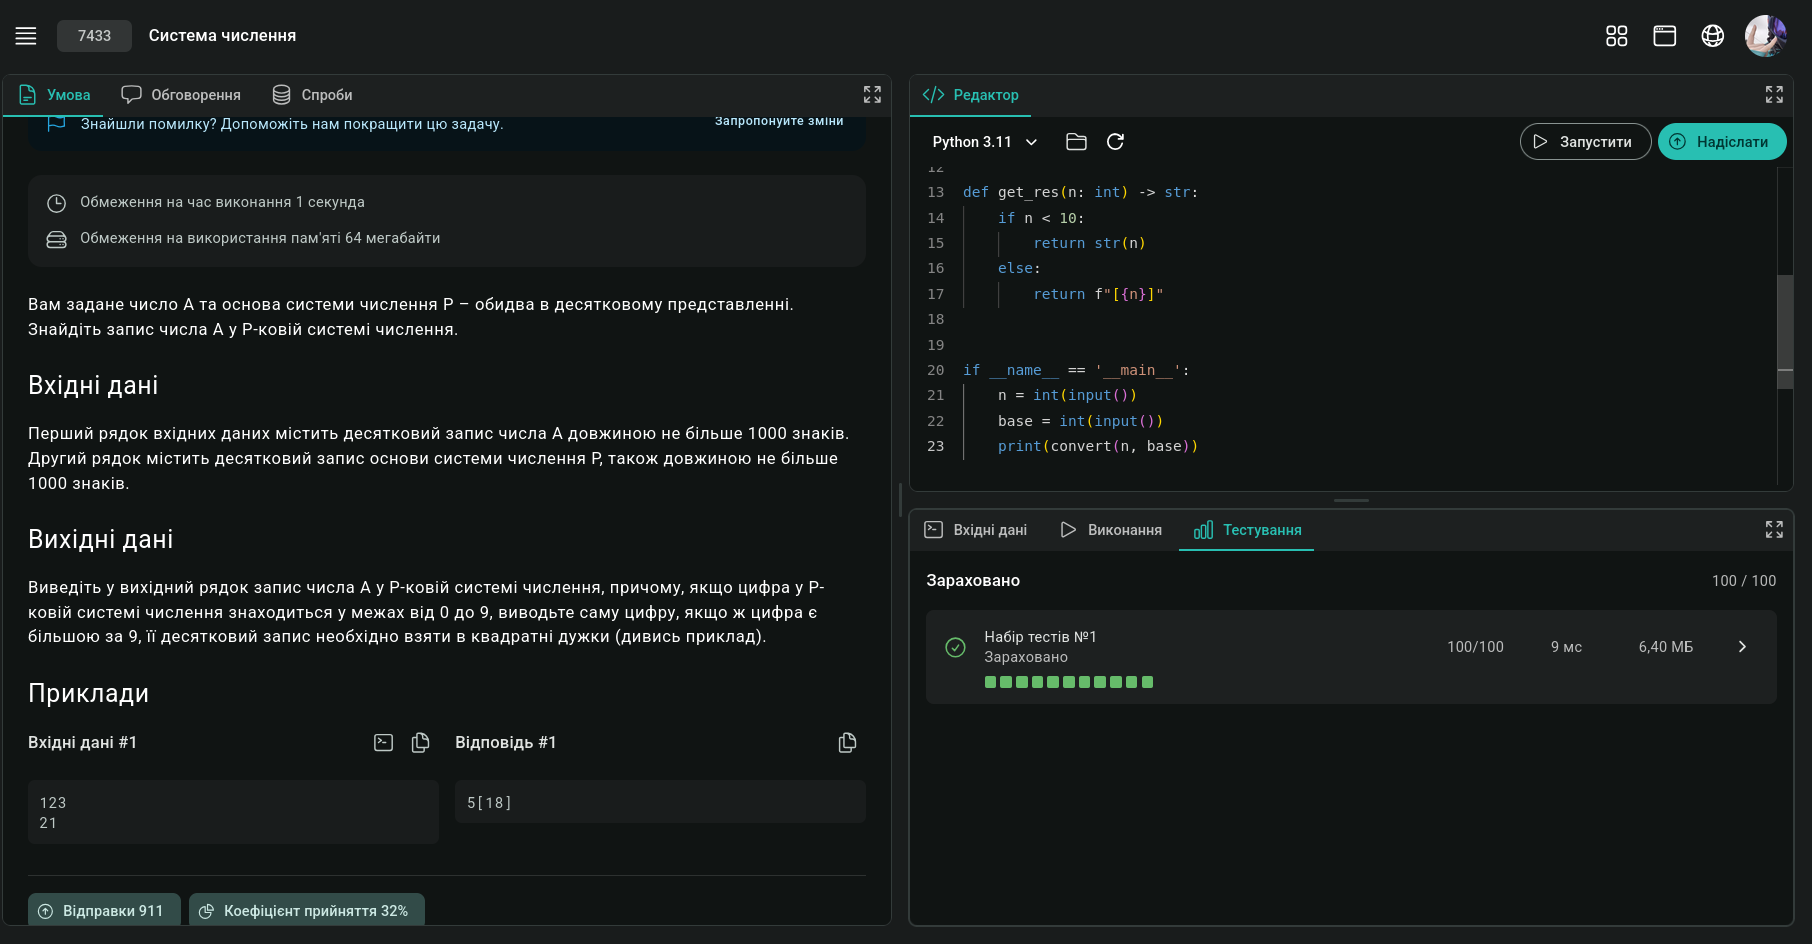 7433
Система числення
Умова
Обговорення
Спроби
Знайшли помилку? Допоможіть нам покращити цю задачу.
Запропонуйте зміни
Обмеження на час виконання 1 секунда
Обмеження на використання пам'яті 64 мегабайти
Вам задане число A та основа системи числення P – обидва в десятковому представленні.
Знайдіть запис числа A у P-ковій системі числення.
Вхідні дані
Перший рядок вхідних даних містить десятковий запис числа A довжиною не більше 1000 знаків.
Другий рядок містить десятковий запис основи системи числення P, також довжиною не більше
1000 знаків.
Вихідні дані
Виведіть у вихідний рядок запис числа A у P-ковій системі числення, причому, якщо цифра у P-
ковій системі числення знаходиться у межах від 0 до 9, виводьте саму цифру, якщо ж цифра є
більшою за 9, її десятковий запис необхідно взяти в квадратні дужки (дивись приклад).
Приклади
Вхідні дані #1
Відповідь #1
123
21
5[18]
Відправки 911
Коефіцієнт прийняття 32%
Редактор
Python 3.11
Запустити
Надіслати
12
13 def get_res(n: int) -> str:
14     if n < 10:
15         return str(n)
16     else:
17         return f"[{n}]"
18
19
20 if __name__ == '__main__':
21     n = int(input())
22     base = int(input())
23     print(convert(n, base))
Вхідні дані
Виконання
Тестування
Зараховано
100 / 100
Набір тестів №1
Зараховано
100/100
9 мс
6,40 МБ